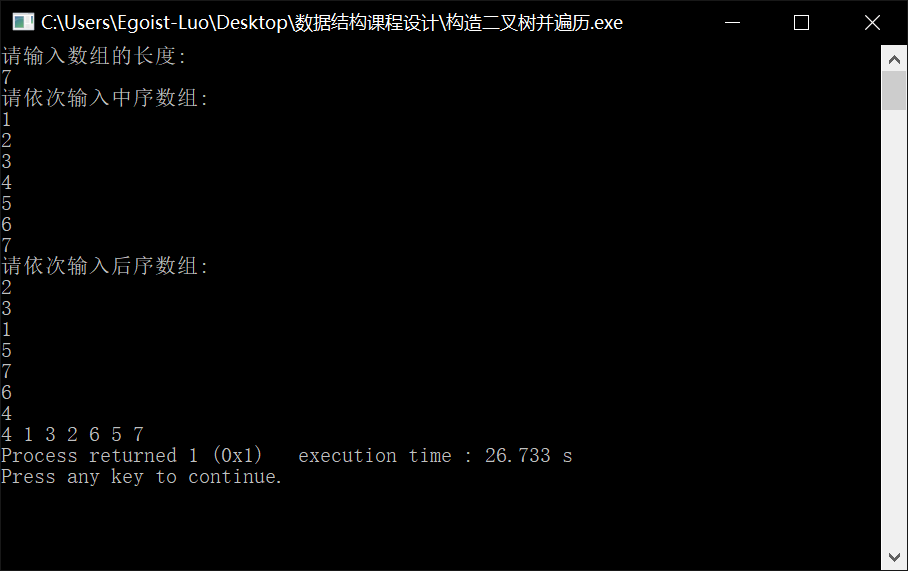 C:\Users\Egoist-Luo\Desktop\数据结构课程设计\构造二叉树并遍历.exe
请输入数组的长度:
7
请依次输入中序数组:
1
2
3
4
5
6
7
请依次输入后序数组:
2
3
1
5
7
6
4
4 1 3 2 6 5 7
Process returned 1 (0x1)   execution time : 26.733 s
Press any key to continue.